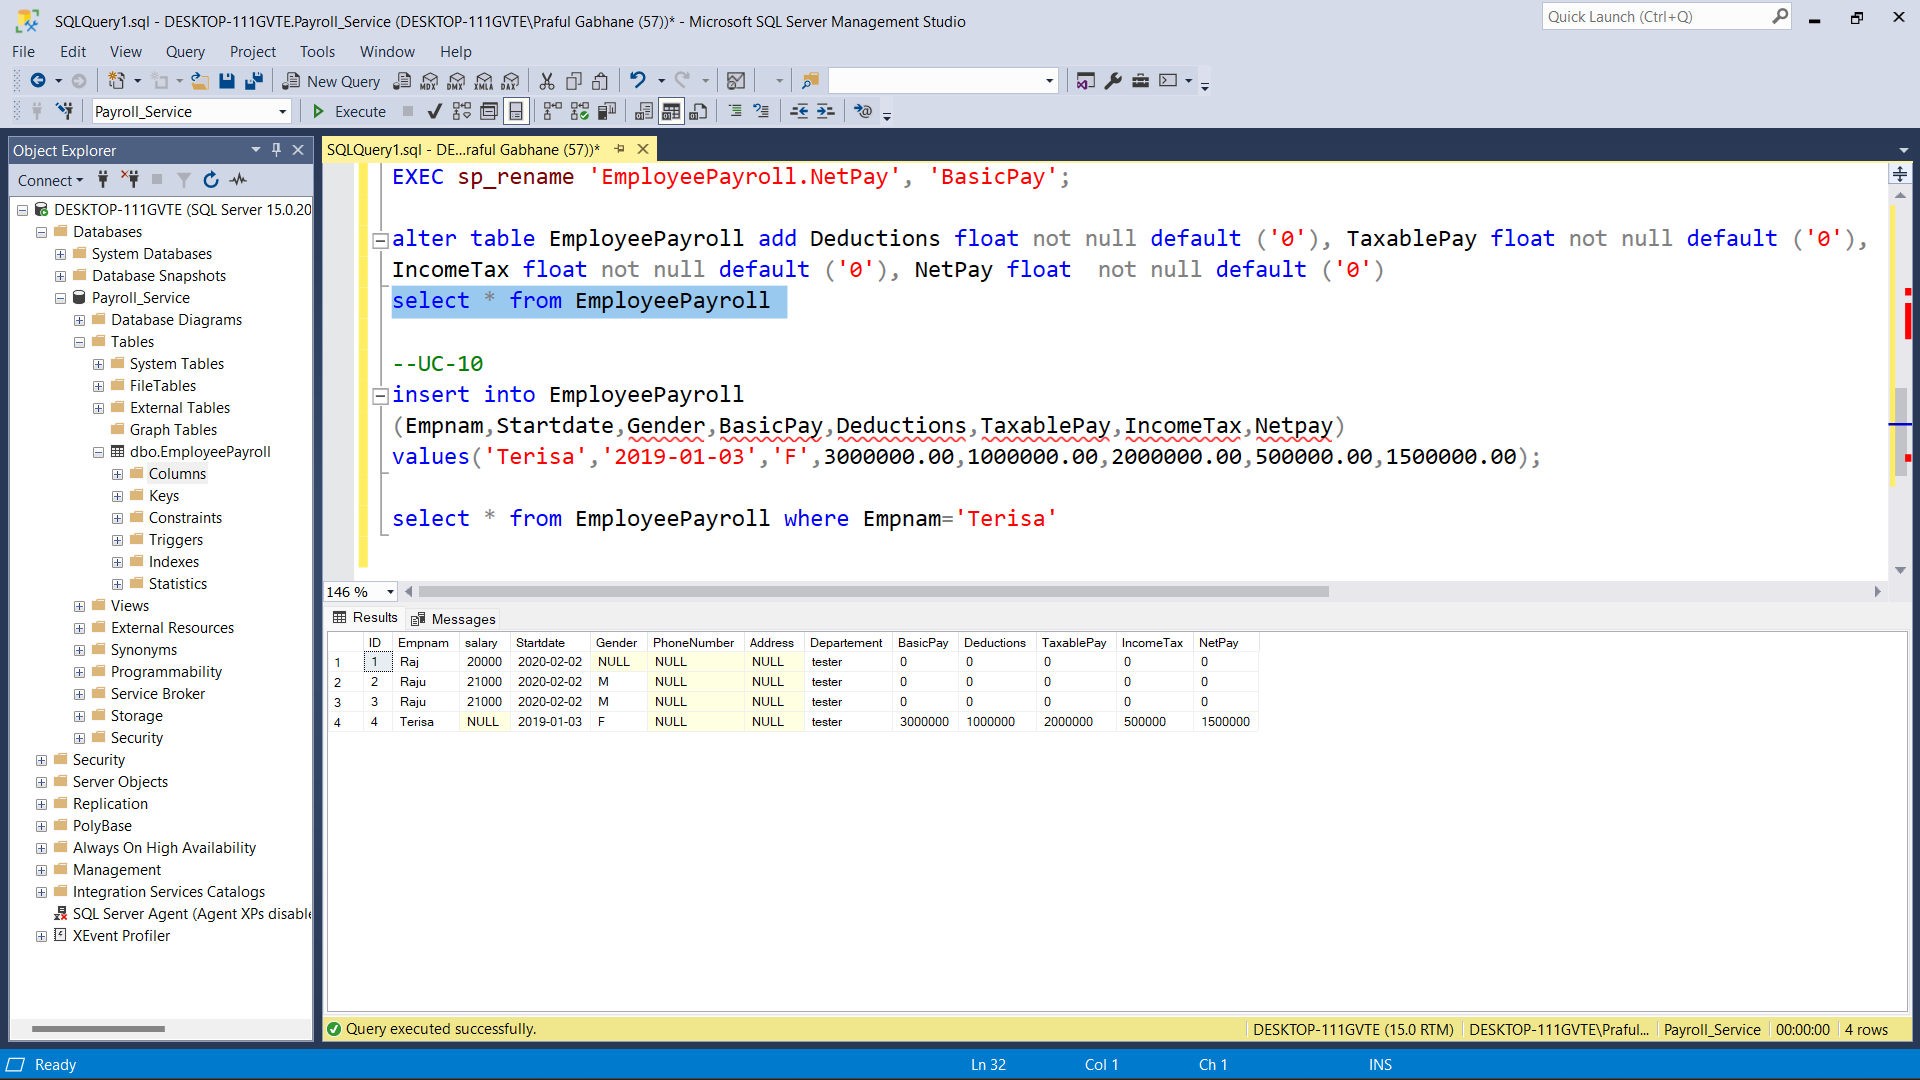 SQLQuery1.sql - DESKTOP-111GVTE.Payroll_Service (DESKTOP-111GVTE\Praful Gabhane (57))* - Microsoft SQL Server Management Studio
Quick Launch (Ctrl+Q)
File Edit View Query Project Tools Window Help
New Query MDX DMX XMLA DAX
Payroll_Service Execute
Object Explorer
Connect
DESKTOP-111GVTE (SQL Server 15.0.20
Databases
System Databases
Database Snapshots
Payroll_Service
Database Diagrams
Tables
System Tables
FileTables
External Tables
Graph Tables
dbo.EmployeePayroll
Columns
Keys
Constraints
Triggers
Indexes
Statistics
Views
External Resources
Synonyms
Programmability
Service Broker
Storage
Security
Security
Server Objects
Replication
PolyBase
Always On High Availability
Management
Integration Services Catalogs
SQL Server Agent (Agent XPs disable
XEvent Profiler
SQLQuery1.sql - DE...raful Gabhane (57))*
EXEC sp_rename 'EmployeePayroll.NetPay', 'BasicPay';
alter table EmployeePayroll add Deductions float not null default ('0'), TaxablePay float not null default ('0'),
IncomeTax float not null default ('0'), NetPay float  not null default ('0')
select * from EmployeePayroll
--UC-10
insert into EmployeePayroll
(Empnam,Startdate,Gender,BasicPay,Deductions,TaxablePay,IncomeTax,Netpay)
values('Terisa','2019-01-03','F',3000000.00,1000000.00,2000000.00,500000.00,1500000.00);
select * from EmployeePayroll where Empnam='Terisa'
146 %
Results Messages
ID Empnam salary Startdate Gender PhoneNumber Address Departement BasicPay Deductions TaxablePay IncomeTax NetPay
1 1 Raj 20000 2020-02-02 NULL NULL NULL tester 0 0 0 0 0
2 2 Raju 21000 2020-02-02 M NULL NULL tester 0 0 0 0 0
3 3 Raju 21000 2020-02-02 M NULL NULL tester 0 0 0 0 0
4 4 Terisa NULL 2019-01-03 F NULL NULL tester 3000000 1000000 2000000 500000 1500000
Query executed successfully. DESKTOP-111GVTE (15.0 RTM) DESKTOP-111GVTE\Praful... Payroll_Service 00:00:00 4 rows
Ready Ln 32 Col 1 Ch 1 INS